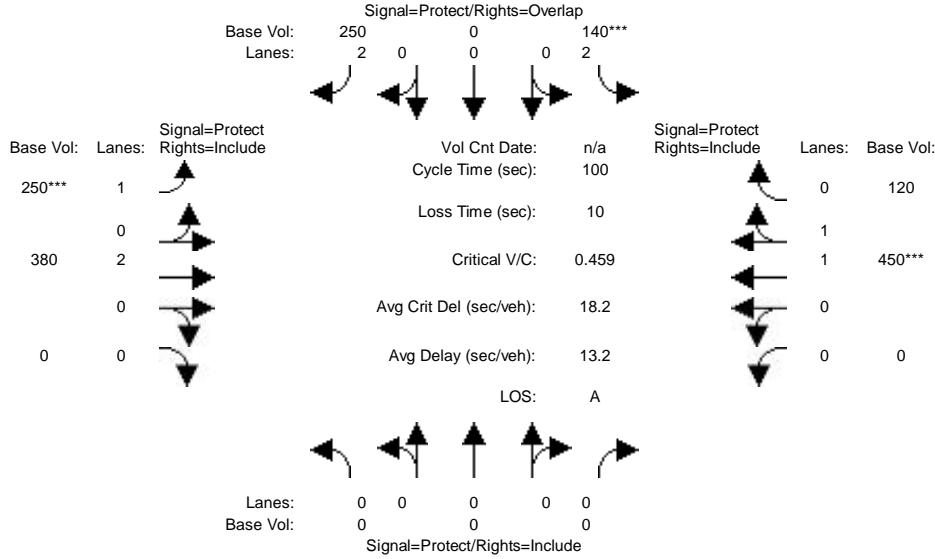 Signal=Protect/Rights=Overlap
Base Vol: 250 0 140***
Lanes: 2 0 0 0 2
Signal=Protect Signal=Protect
Base Vol: Lanes: Rights=Include Vol Cnt Date: n/a Rights=Include Lanes: Base Vol:
Cycle Time (sec): 100
250*** 1 0 120
Loss Time (sec): 10
0 1
380 2 Critical V/C: 0.459 1 450***
0 Avg Crit Del (sec/veh): 18.2 0
0 0 Avg Delay (sec/veh): 13.2 0 0
LOS: A
Lanes: 0 0 0 0 0
Base Vol: 0 0 0
Signal=Protect/Rights=Include